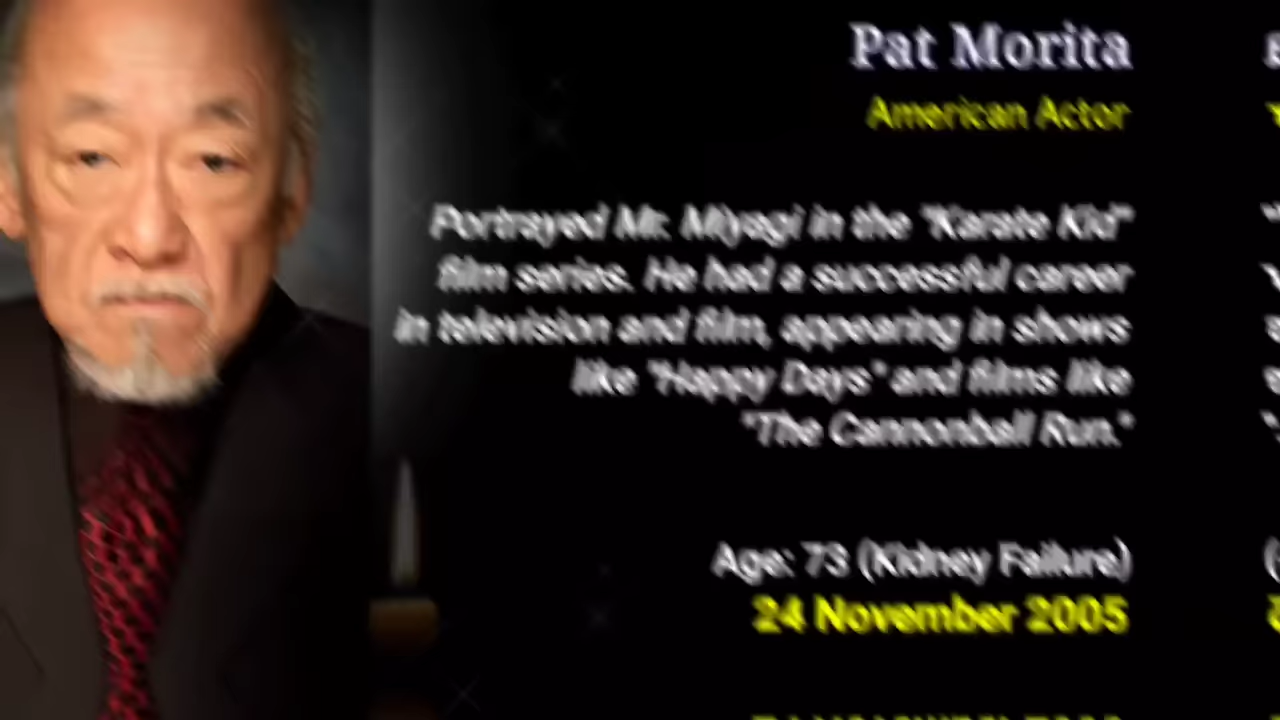 Pat Morita
American Actor
Portrayed Mr. Miyagi in the "Karate Kid"
film series. He had a successful career
in television and film, appearing in shows
like "Happy Days" and films like
"The Cannonball Run."
Age: 73 (Kidney Failure)
24 November 2005